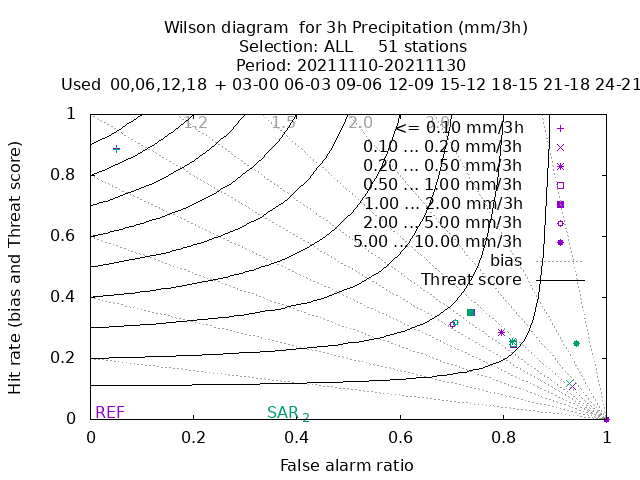 Wilson diagram  for 3h Precipitation (mm/3h)
Selection: ALL     51 stations
Period: 20211110-20211130
Used  00,06,12,18  + 03-00 06-03 09-06 12-09 15-12 18-15 21-18 24-21
Hit rate (bias and Threat score)
1
0.8
0.6
0.4
0.2
0
1.2
1.5
2.0
<= 0.10 mm/3h
0.10 ... 0.20 mm/3h
0.20 ... 0.50 mm/3h
0.50 ... 1.00 mm/3h
1.00 ... 2.00 mm/3h
2.00 ... 5.00 mm/3h
5.00 ... 10.00 mm/3h
bias
Threat score
REF
SAR 2
0 0.2 0.4 0.6 0.8 1
False alarm ratio